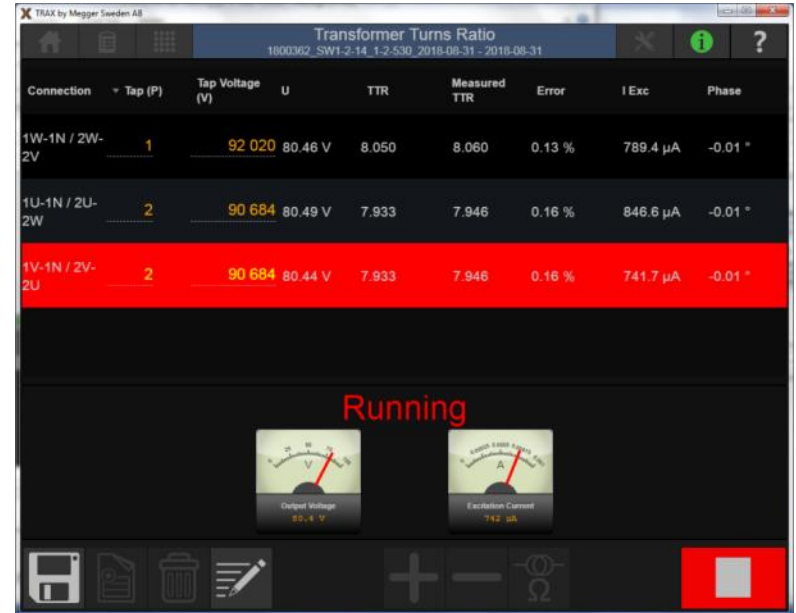 TRAX by Megger Sweden AB
Transformer Turns Ratio
1800362_SW1-2-14_1-2-530_2018-08-31 - 2018-08-31
i
?
Connection Tap (P) Tap Voltage (V) U TTR Measured TTR Error I Exc Phase
1W-1N / 2W-2V 1 92 020 80.46 V 8.050 8.060 0.13 % 789.4 µA -0.01 °
1U-1N / 2U-2W 2 90 684 80.49 V 7.933 7.946 0.16 % 846.6 µA -0.01 °
1V-1N / 2V-2U 2 90 684 80.44 V 7.933 7.946 0.16 % 741.7 µA -0.01 °
Running
V
A
Output Voltage
80.4 V
Excitation Current
742 µA
Ω